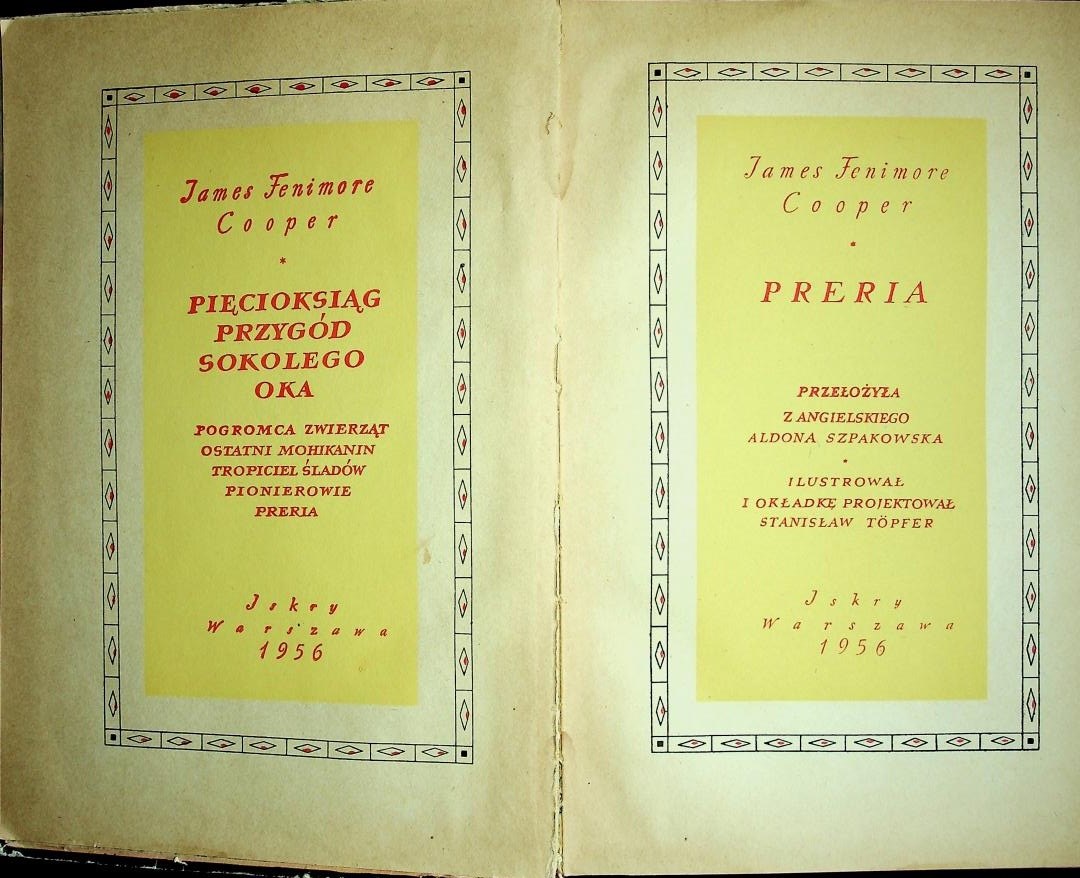 James Fenimore
Cooper
*
PIĘCIOKSIĄG
PRZYGÓD
SOKOLEGO
OKA
POGROMCA ZWIERZĄT
OSTATNI MOHIKANIN
TROPICIEL ŚLADÓW
PIONIEROWIE
PRERIA
Iskry
Warszawa
1956
James Fenimore
Cooper
*
PRERIA
PRZEŁOŻYŁA
Z ANGIELSKIEGO
ALDONA SZPAKOWSKA
*
ILUSTROWAŁ
I OKŁADKĘ PROJEKTOWAŁ
STANISŁAW TÖPFER
Iskry
Warszawa
1956